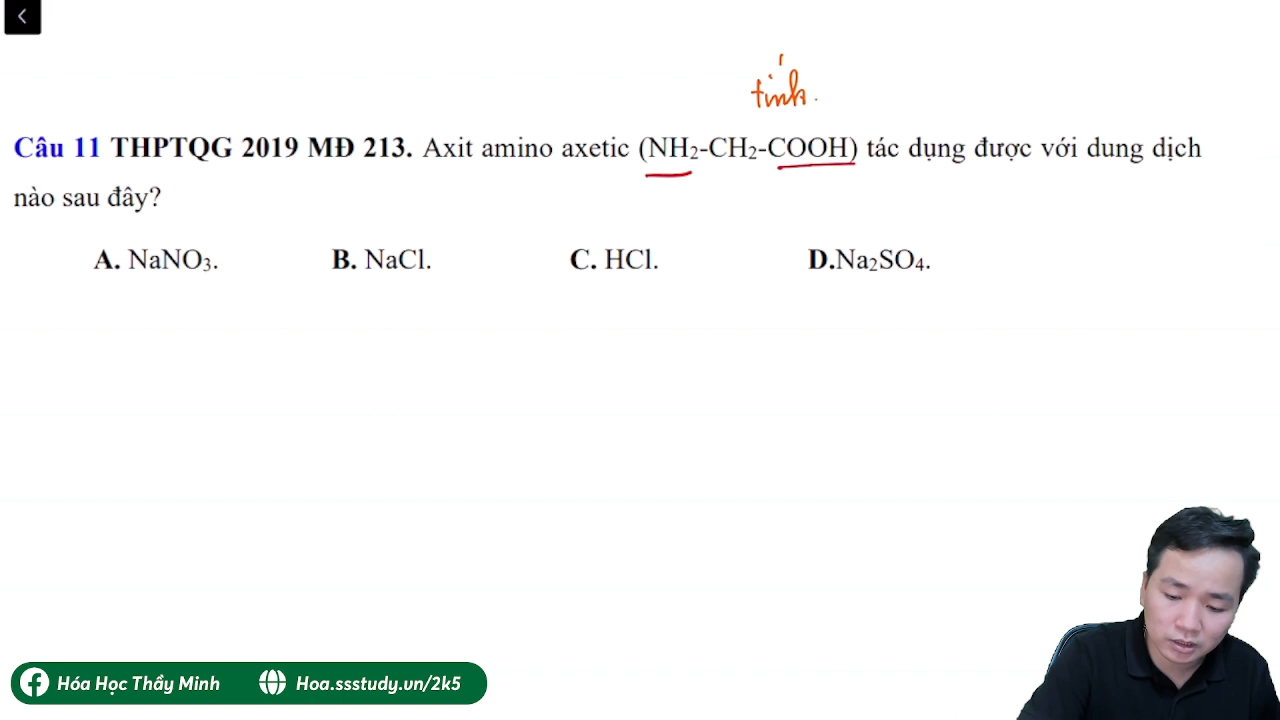 tính
Câu 11 THPTQG 2019 MĐ 213. Axit amino axetic (NH₂-CH₂-COOH) tác dụng được với dung dịch
nào sau đây?
A. NaNO₃. B. NaCl. C. HCl. D.Na₂SO₄.
Hóa Học Thầy Minh Hoa.ssstudy.vn/2k5